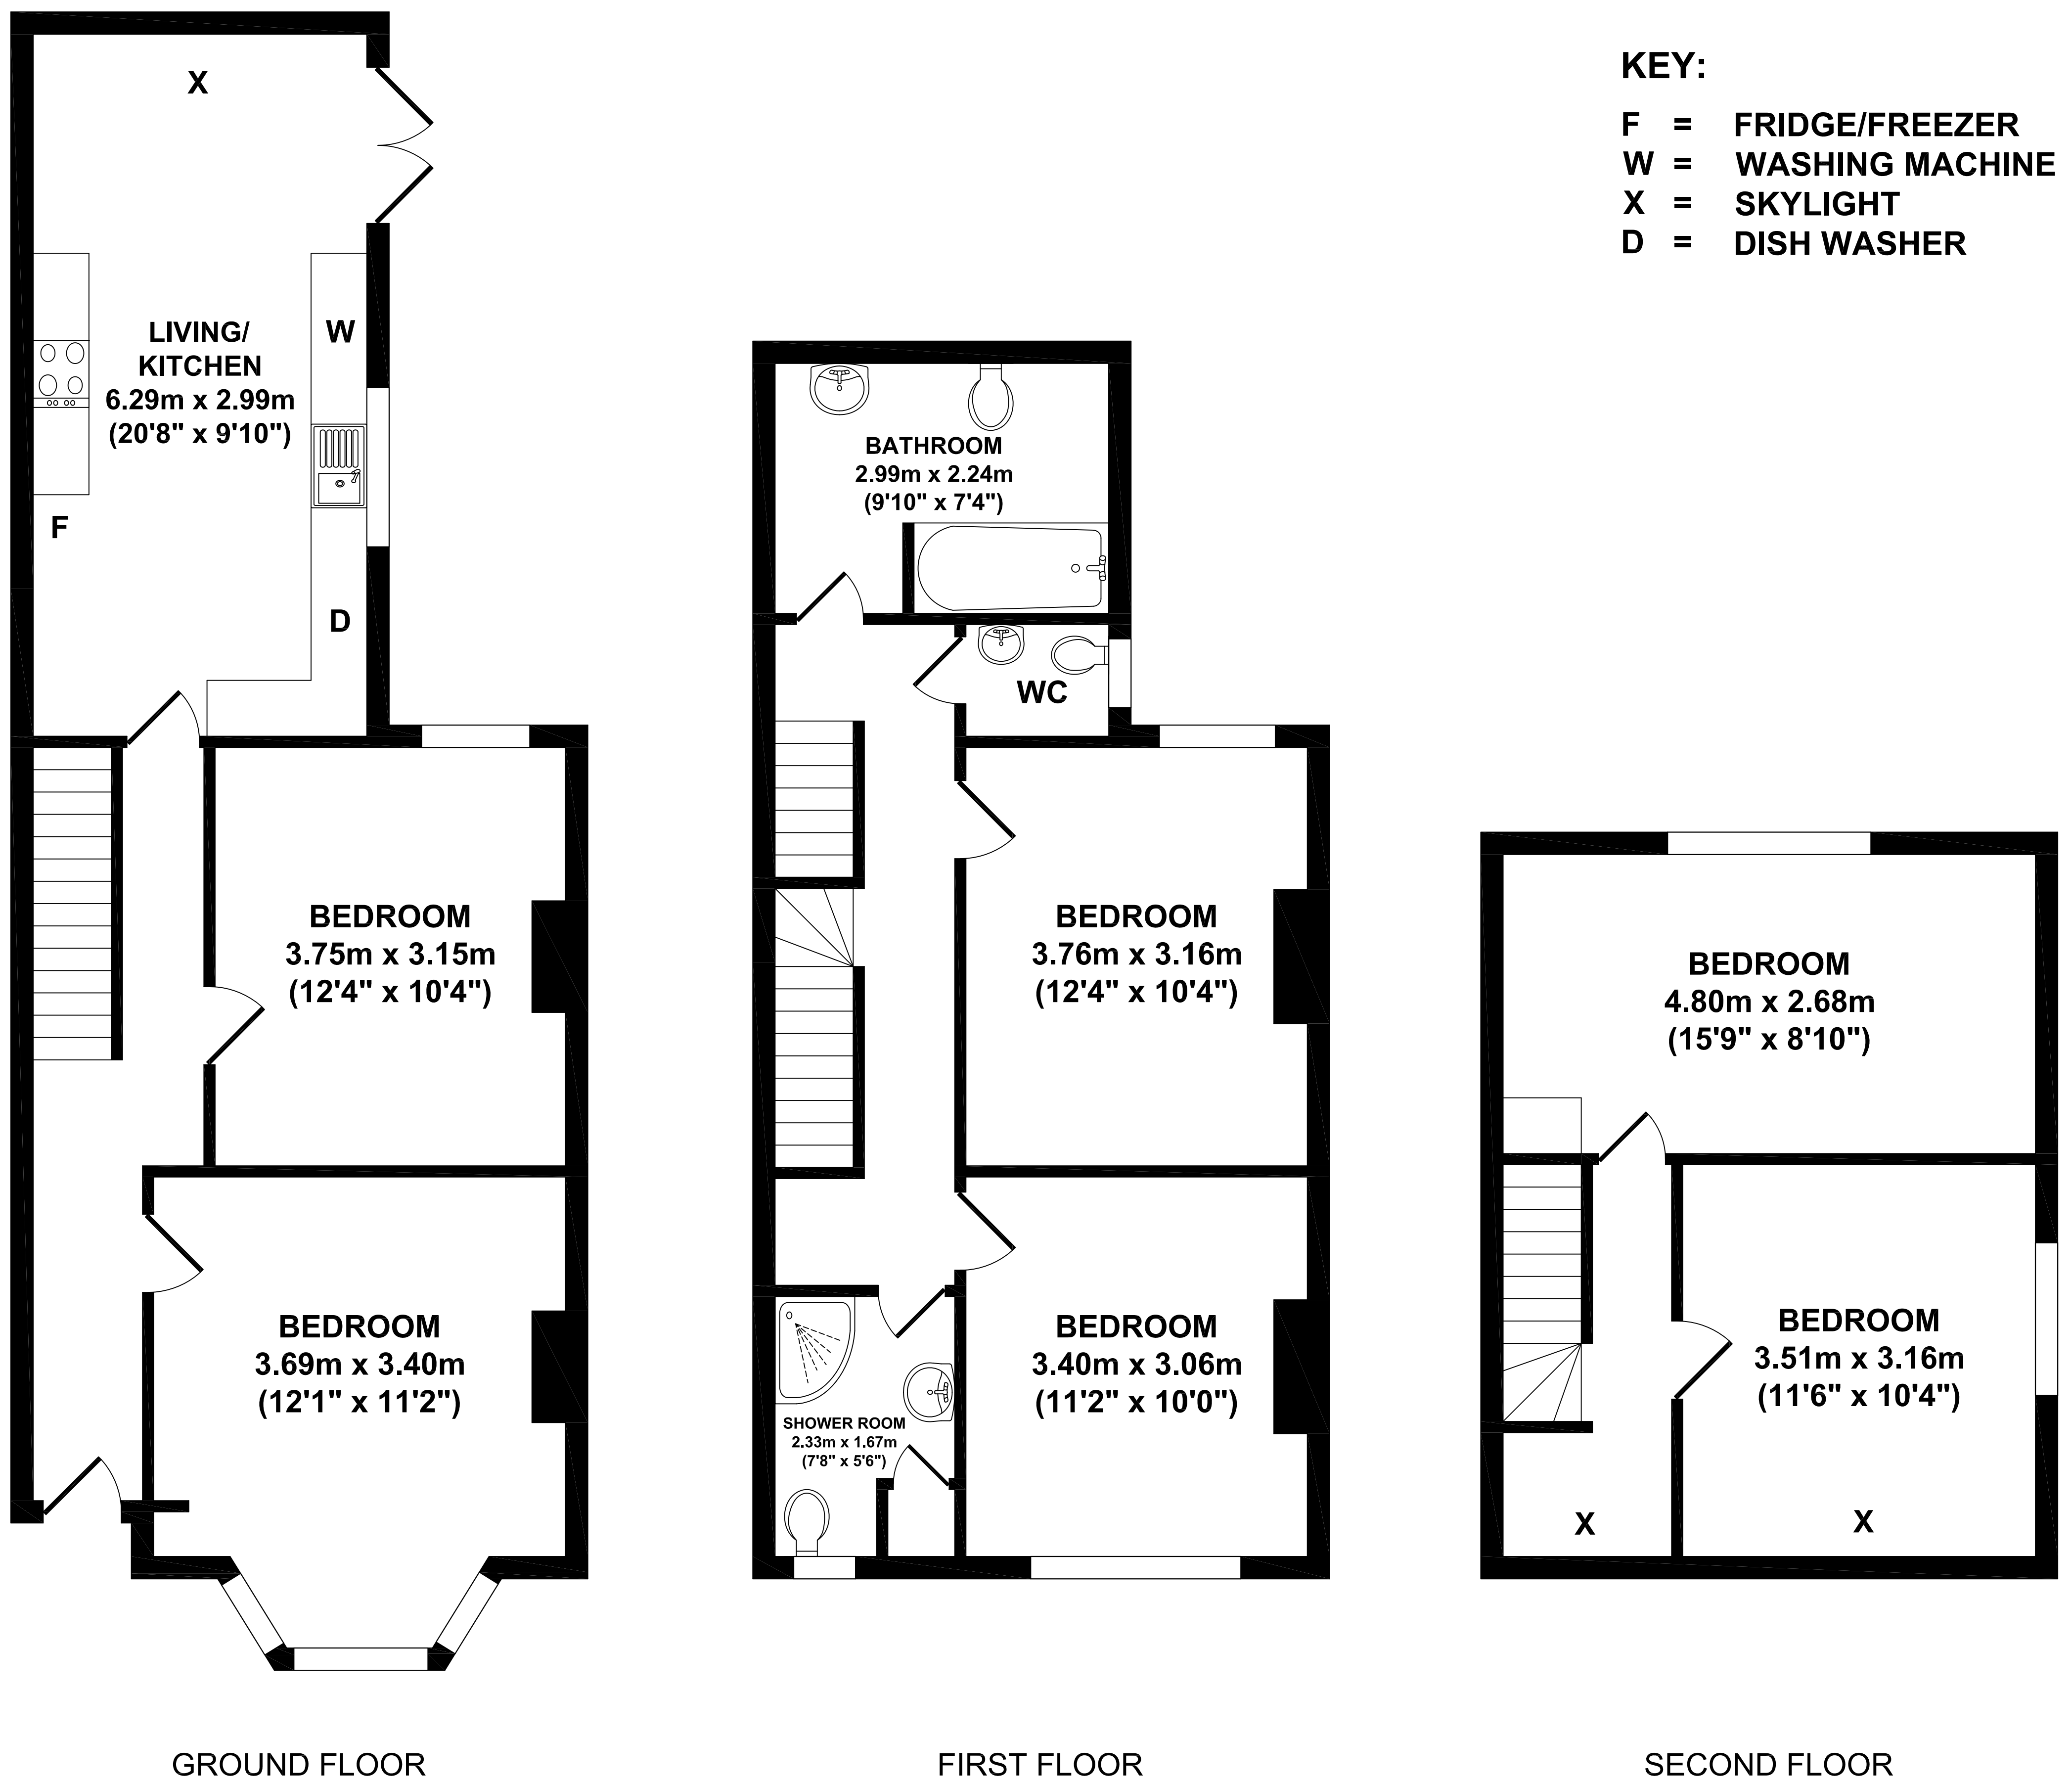 KEY:
F = FRIDGE/FREEZER
W = WASHING MACHINE
X = SKYLIGHT
D = DISH WASHER
X
LIVING/
KITCHEN
6.29m x 2.99m
(20'8" x 9'10")
W
F
D
BEDROOM
3.75m x 3.15m
(12'4" x 10'4")
BEDROOM
3.69m x 3.40m
(12'1" x 11'2")
GROUND FLOOR
BATHROOM
2.99m x 2.24m
(9'10" x 7'4")
WC
BEDROOM
3.76m x 3.16m
(12'4" x 10'4")
BEDROOM
3.40m x 3.06m
(11'2" x 10'0")
SHOWER ROOM
2.33m x 1.67m
(7'8" x 5'6")
FIRST FLOOR
BEDROOM
4.80m x 2.68m
(15'9" x 8'10")
BEDROOM
3.51m x 3.16m
(11'6" x 10'4")
X
X
SECOND FLOOR